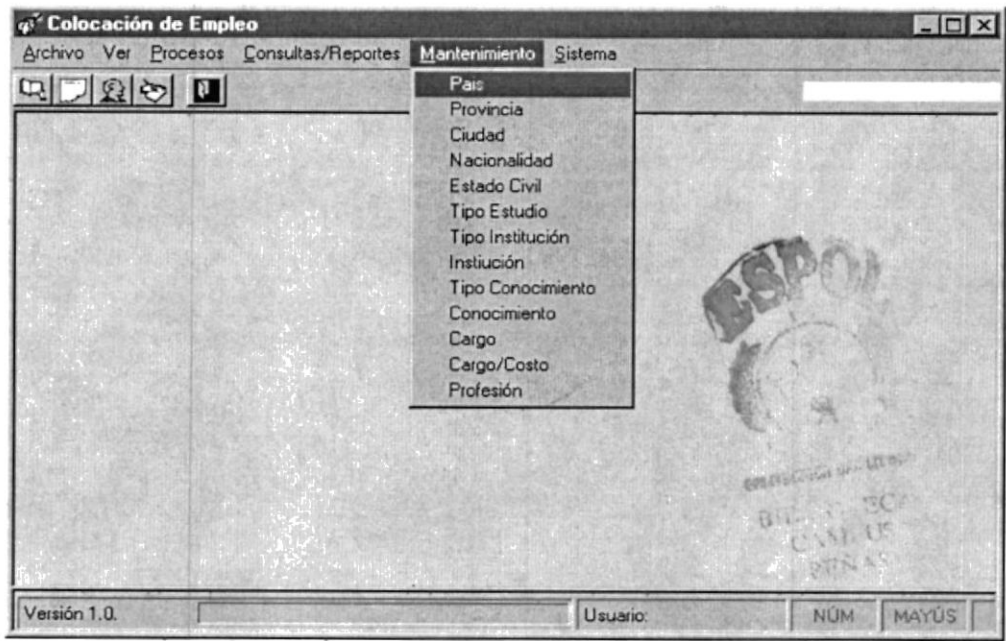 Colocación de Empleo
Archivo Ver Procesos Consultas/Reportes Mantenimiento Sistema
Pais
Provincia
Ciudad
Nacionalidad
Estado Civil
Tipo Estudio
Tipo Institución
Instiución
Tipo Conocimiento
Conocimiento
Cargo
Cargo/Costo
Profesión
ESPOL
Versión 1.0. Usuario: NÚM MAYÚS